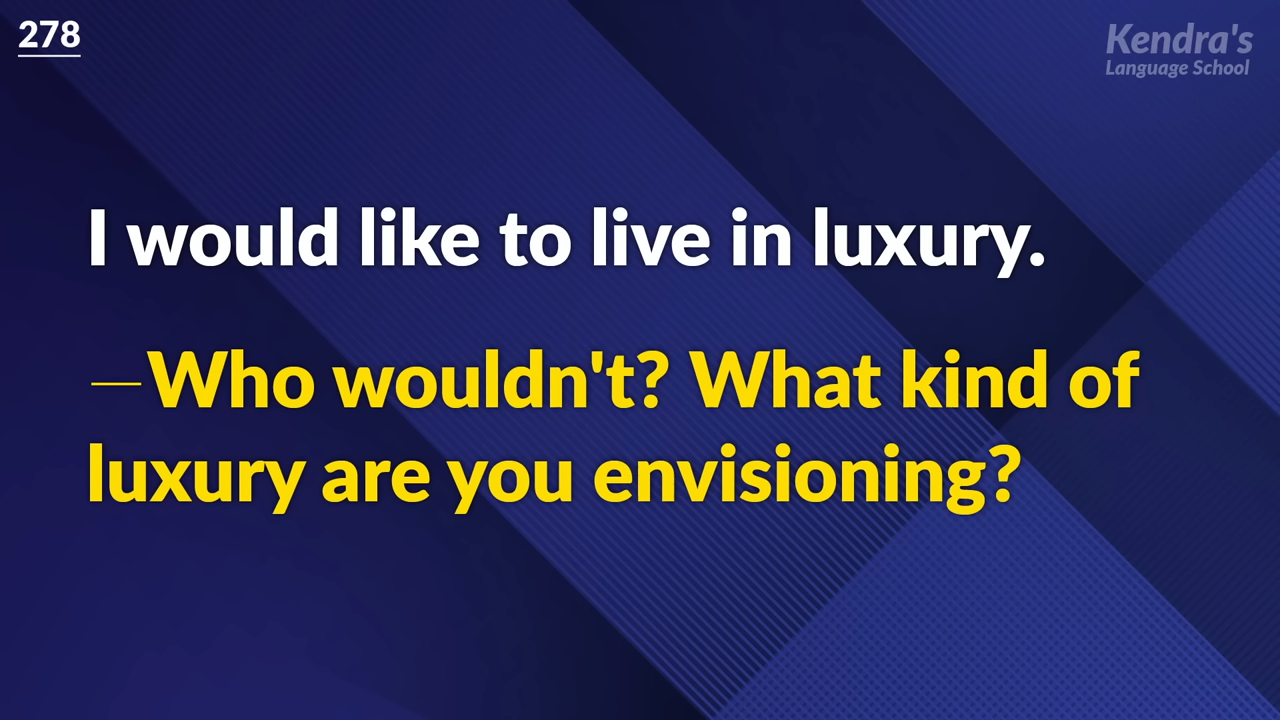 278
Kendra's
Language School
I would like to live in luxury.
—Who wouldn't? What kind of
luxury are you envisioning?